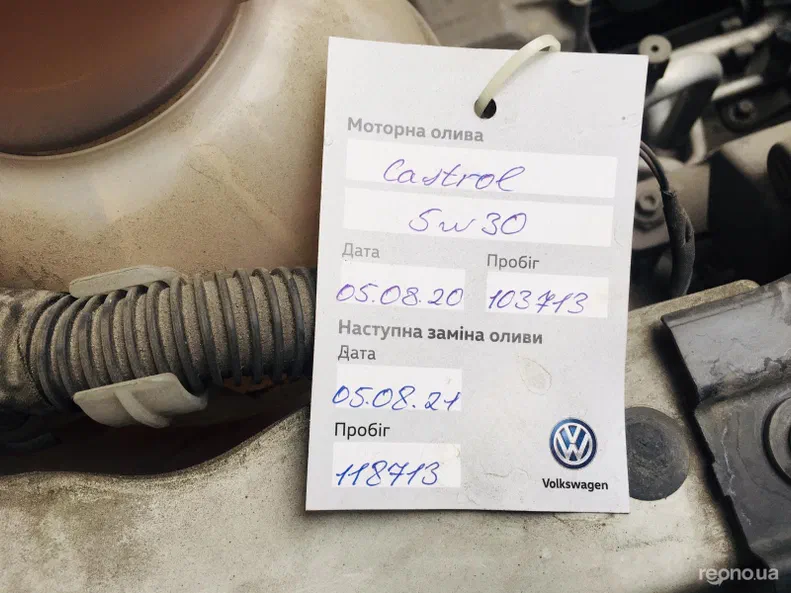 Моторна олива
Castrol
5w30
Дата
Пробіг
05.08.20
103713
Наступна заміна оливи
Дата
05.08.21
Пробіг
118713
Volkswagen
reono.ua